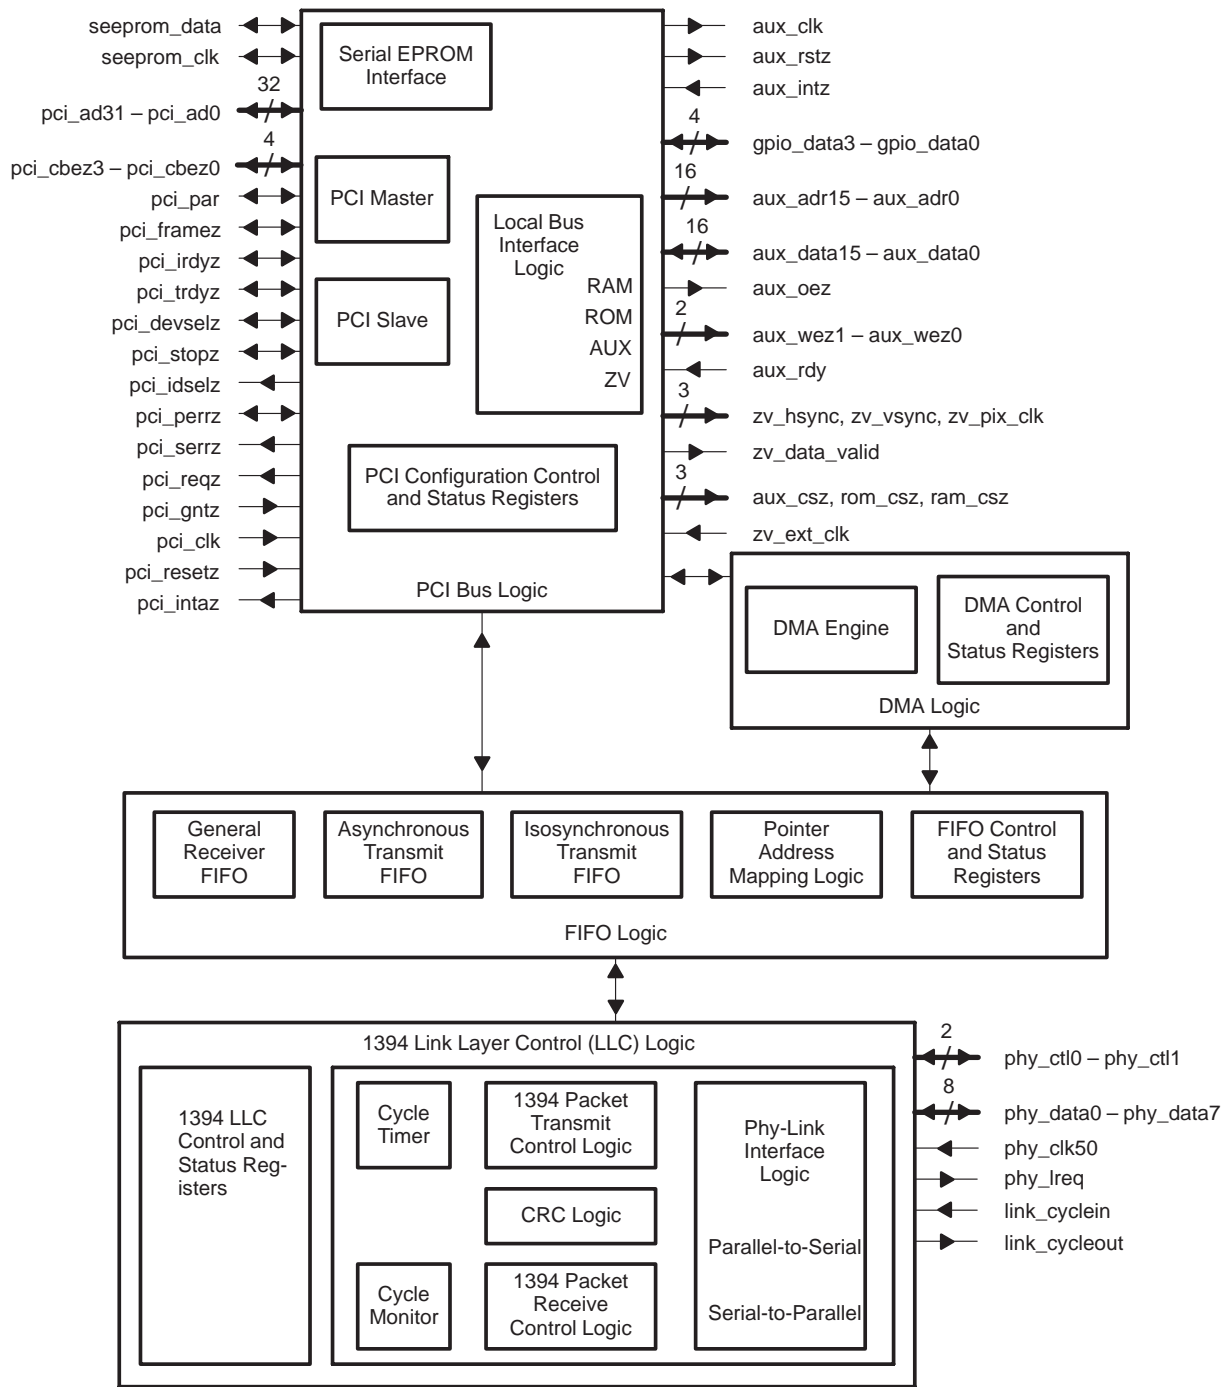 seeprom_data
seeprom_clk
32
pci_ad31 – pci_ad0
4
pci_cbez3 – pci_cbez0
pci_par
pci_framez
pci_irdyz
pci_trdyz
pci_devselz
pci_stopz
pci_idselz
pci_perrz
pci_serrz
pci_reqz
pci_gntz
pci_clk
pci_resetz
pci_intaz
Serial EPROM
Interface
PCI Master
PCI Slave
Local Bus
Interface
Logic
RAM
ROM
AUX
ZV
PCI Configuration Control
and Status Registers
PCI Bus Logic
aux_clk
aux_rstz
aux_intz
4
gpio_data3 – gpio_data0
16
aux_adr15 – aux_adr0
16
aux_data15 – aux_data0
aux_oez
2
aux_wez1 – aux_wez0
aux_rdy
3
zv_hsync, zv_vsync, zv_pix_clk
zv_data_valid
3
aux_csz, rom_csz, ram_csz
zv_ext_clk
DMA Engine
DMA Control
and
Status Registers
DMA Logic
General
Receiver
FIFO
Asynchronous
Transmit
FIFO
Isosynchronous
Transmit
FIFO
Pointer
Address
Mapping Logic
FIFO Control
and Status
Registers
FIFO Logic
1394 Link Layer Control (LLC) Logic
1394 LLC
Control and
Status Reg-
isters
Cycle
Timer
Cycle
Monitor
1394 Packet
Transmit
Control Logic
CRC Logic
1394 Packet
Receive
Control Logic
Phy-Link
Interface
Logic
Parallel-to-Serial
Serial-to-Parallel
2
phy_ctl0 – phy_ctl1
8
phy_data0 – phy_data7
phy_clk50
phy_lreq
link_cyclein
link_cycleout